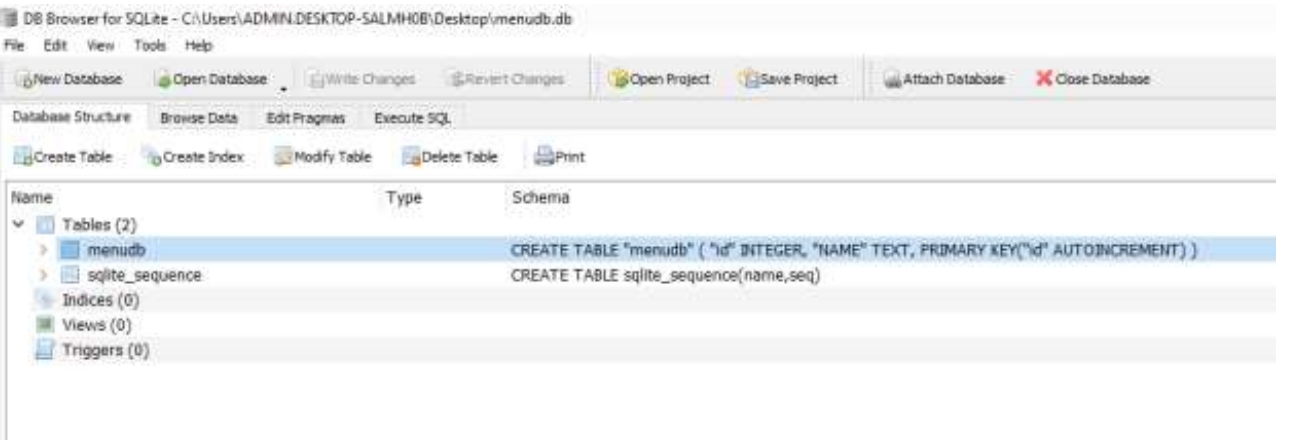 DB Browser for SQLite - C:\Users\ADMIN.DESKTOP-SALMH0B\Desktop\menudb.db
File Edit View Tools Help
New Database Open Database Write Changes Revert Changes Open Project Save Project Attach Database Close Database
Database Structure Browse Data Edit Pragmas Execute SQL
Create Table Create Index Modify Table Delete Table Print
Name Type Schema
Tables (2)
menudb CREATE TABLE "menudb" ( "id" INTEGER, "NAME" TEXT, PRIMARY KEY("id" AUTOINCREMENT) )
sqlite_sequence CREATE TABLE sqlite_sequence(name,seq)
Indices (0)
Views (0)
Triggers (0)